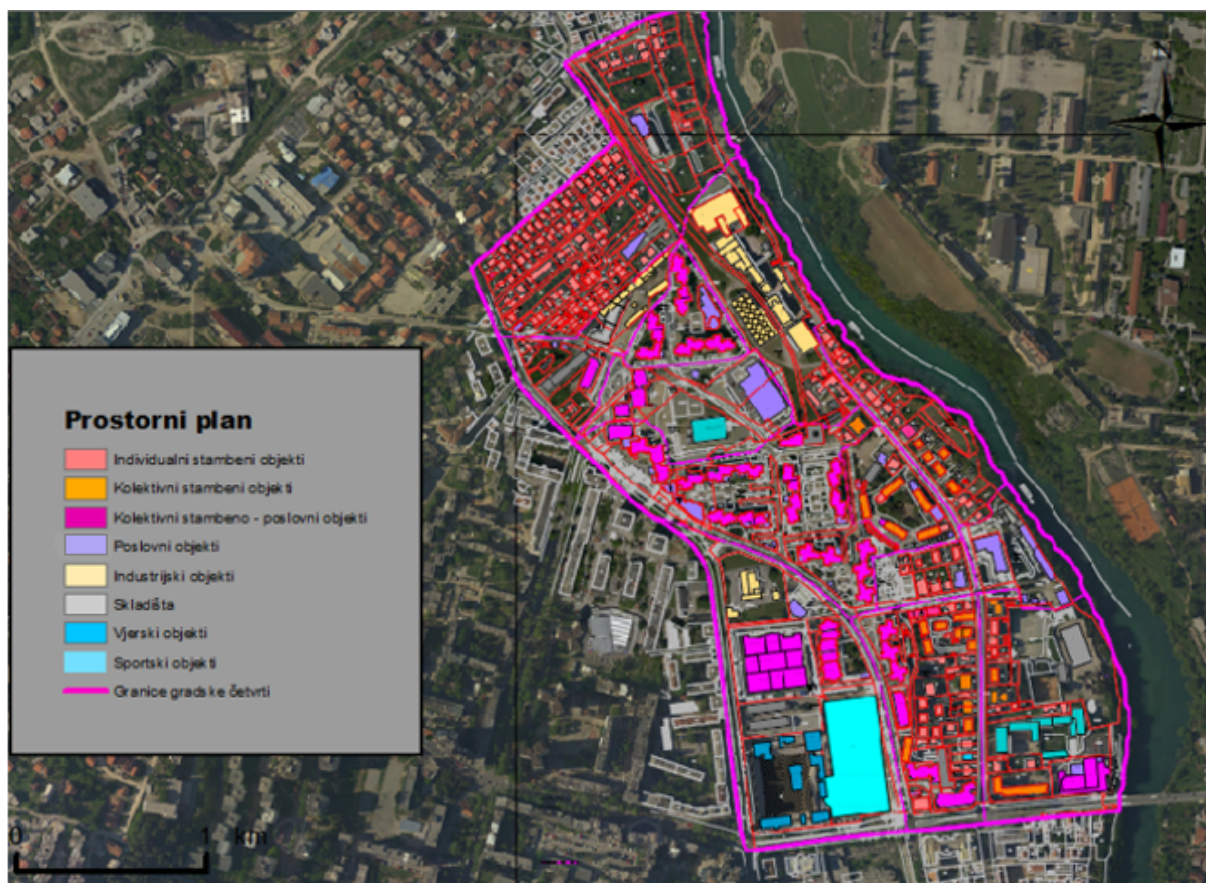 Prostorni plan
Individualni stambeni objekti
Kolektivni stambeni objekti
Kolektivni stambeno - poslovni objekti
Poslovni objekti
Industrijski objekti
Skladišta
Vjerski objekti
Sportski objekti
Granice gradske četvrti
0 1 km